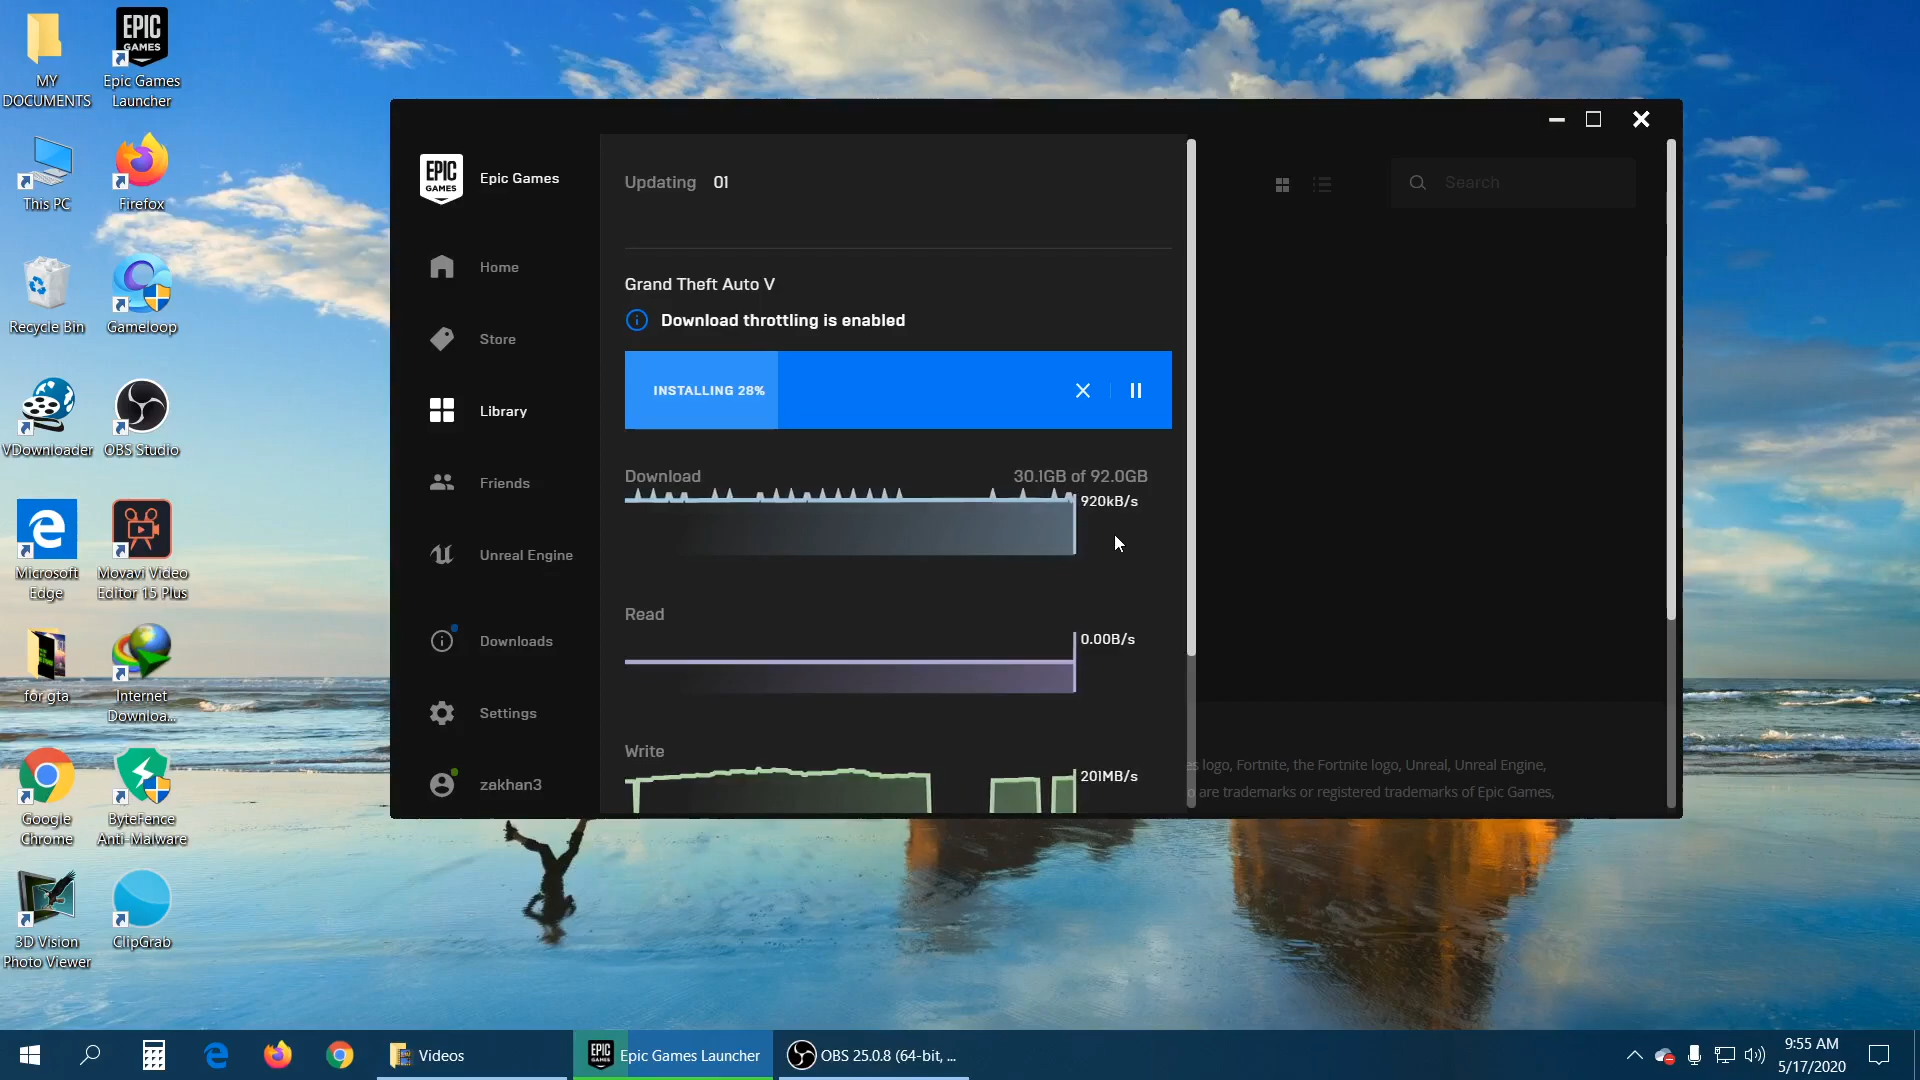 MY
DOCUMENTS
EPIC
GAMES
Epic Games
Launcher
This PC
Firefox
Recycle Bin
Gameloop
VDownloader
OBS Studio
Microsoft
Edge
Movavi Video
Editor 15 Plus
for gta
Internet
Downloa...
Google
Chrome
ByteFence
Anti-Malware
3D Vision
Photo Viewer
ClipGrab
EPIC
GAMES
Epic Games
Home
Store
Library
Friends
Unreal Engine
Downloads
Settings
zakhan3
Updating 01
Grand Theft Auto V
Download throttling is enabled
INSTALLING 28%
Download 30.1GB of 92.0GB
920kB/s
Read
0.00B/s
Write
201MB/s
Search
es logo, Fortnite, the Fortnite logo, Unreal, Unreal Engine,
o are trademarks or registered trademarks of Epic Games,
Videos
EPIC
GAMES
Epic Games Launcher
OBS 25.0.8 (64-bit, ...
9:55 AM
5/17/2020